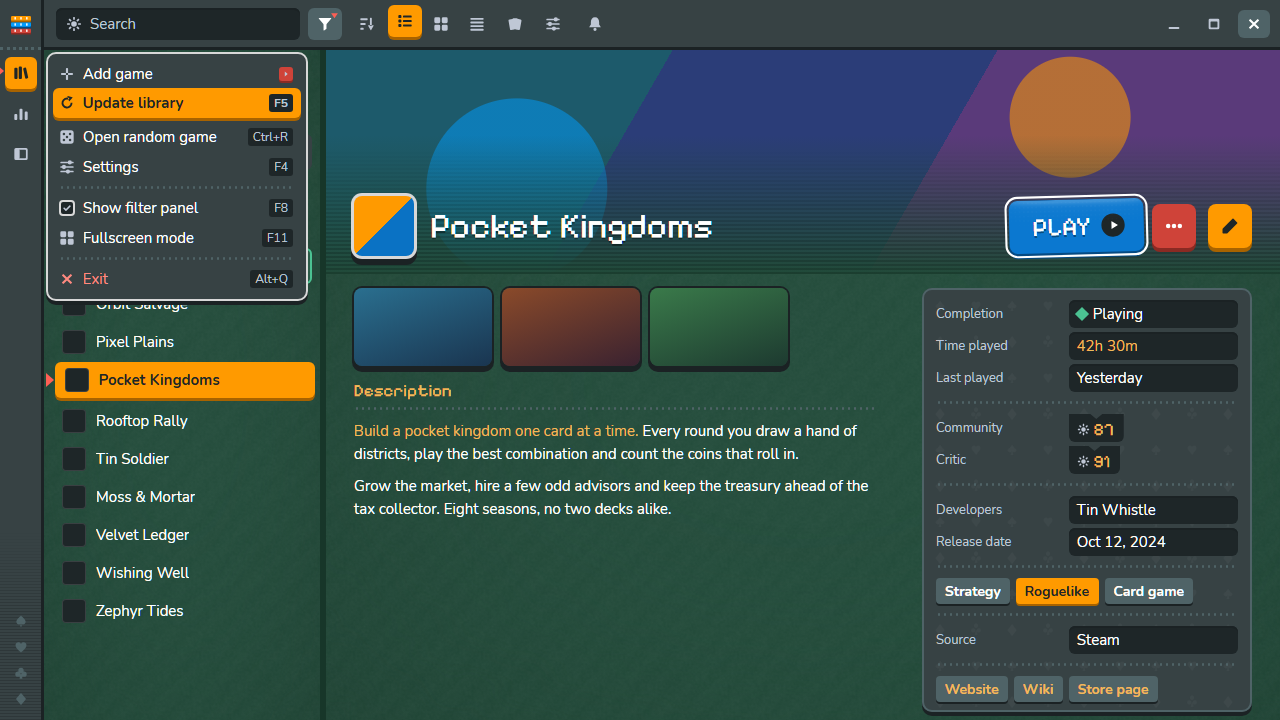 Search
Add game
Update library F5
Open random game Ctrl+R
Settings F4
Show filter panel F8
Fullscreen mode F11
Exit Alt+Q
Orbit Salvage
Pixel Plains
Pocket Kingdoms
Rooftop Rally
Tin Soldier
Moss & Mortar
Velvet Ledger
Wishing Well
Zephyr Tides
Pocket Kingdoms
PLAY
Description
Build a pocket kingdom one card at a time. Every round you draw a hand of
districts, play the best combination and count the coins that roll in.
Grow the market, hire a few odd advisors and keep the treasury ahead of the
tax collector. Eight seasons, no two decks alike.
Completion Playing
Time played 42h 30m
Last played Yesterday
Community 87
Critic 91
Developers Tin Whistle
Release date Oct 12, 2024
Strategy Roguelike Card game
Source Steam
Website Wiki Store page